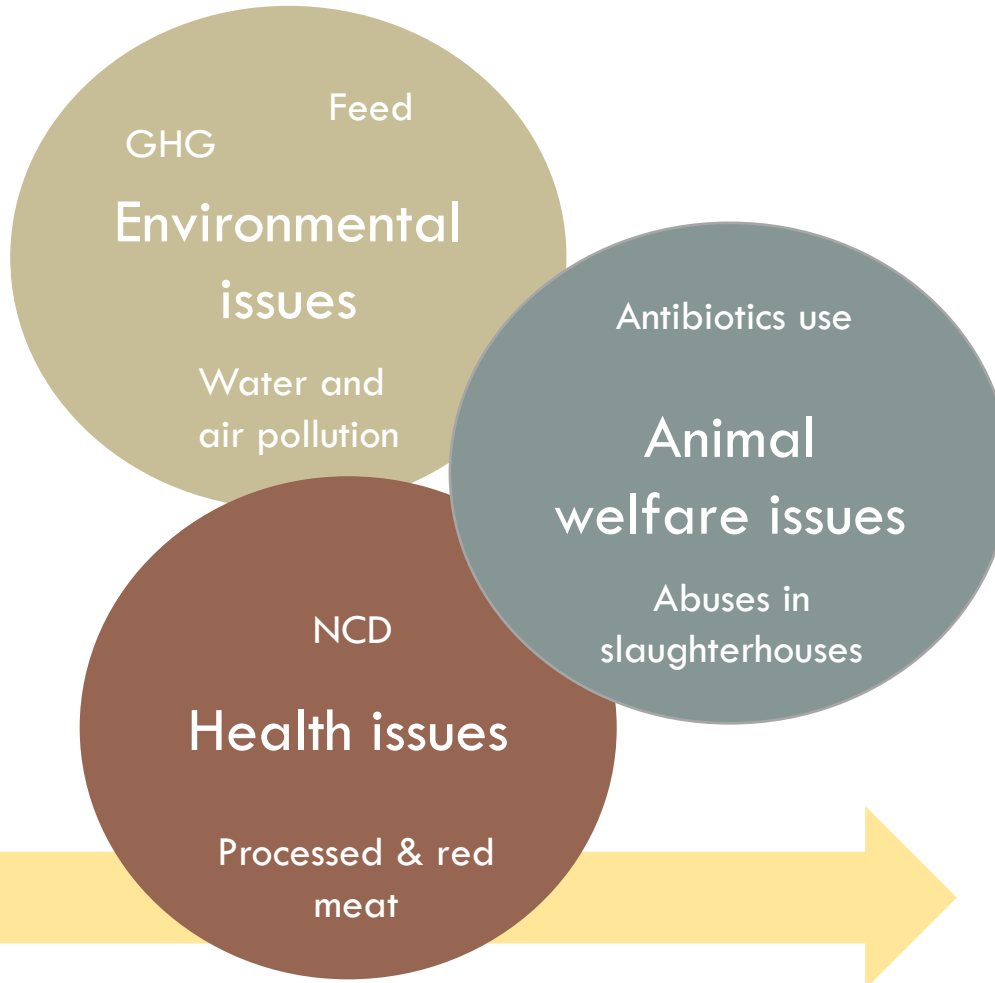 Feed
GHG
Environmental
issues
Water and
air pollution
Antibiotics use
Animal
welfare issues
Abuses in
slaughterhouses
NCD
Health issues
Processed & red
meat